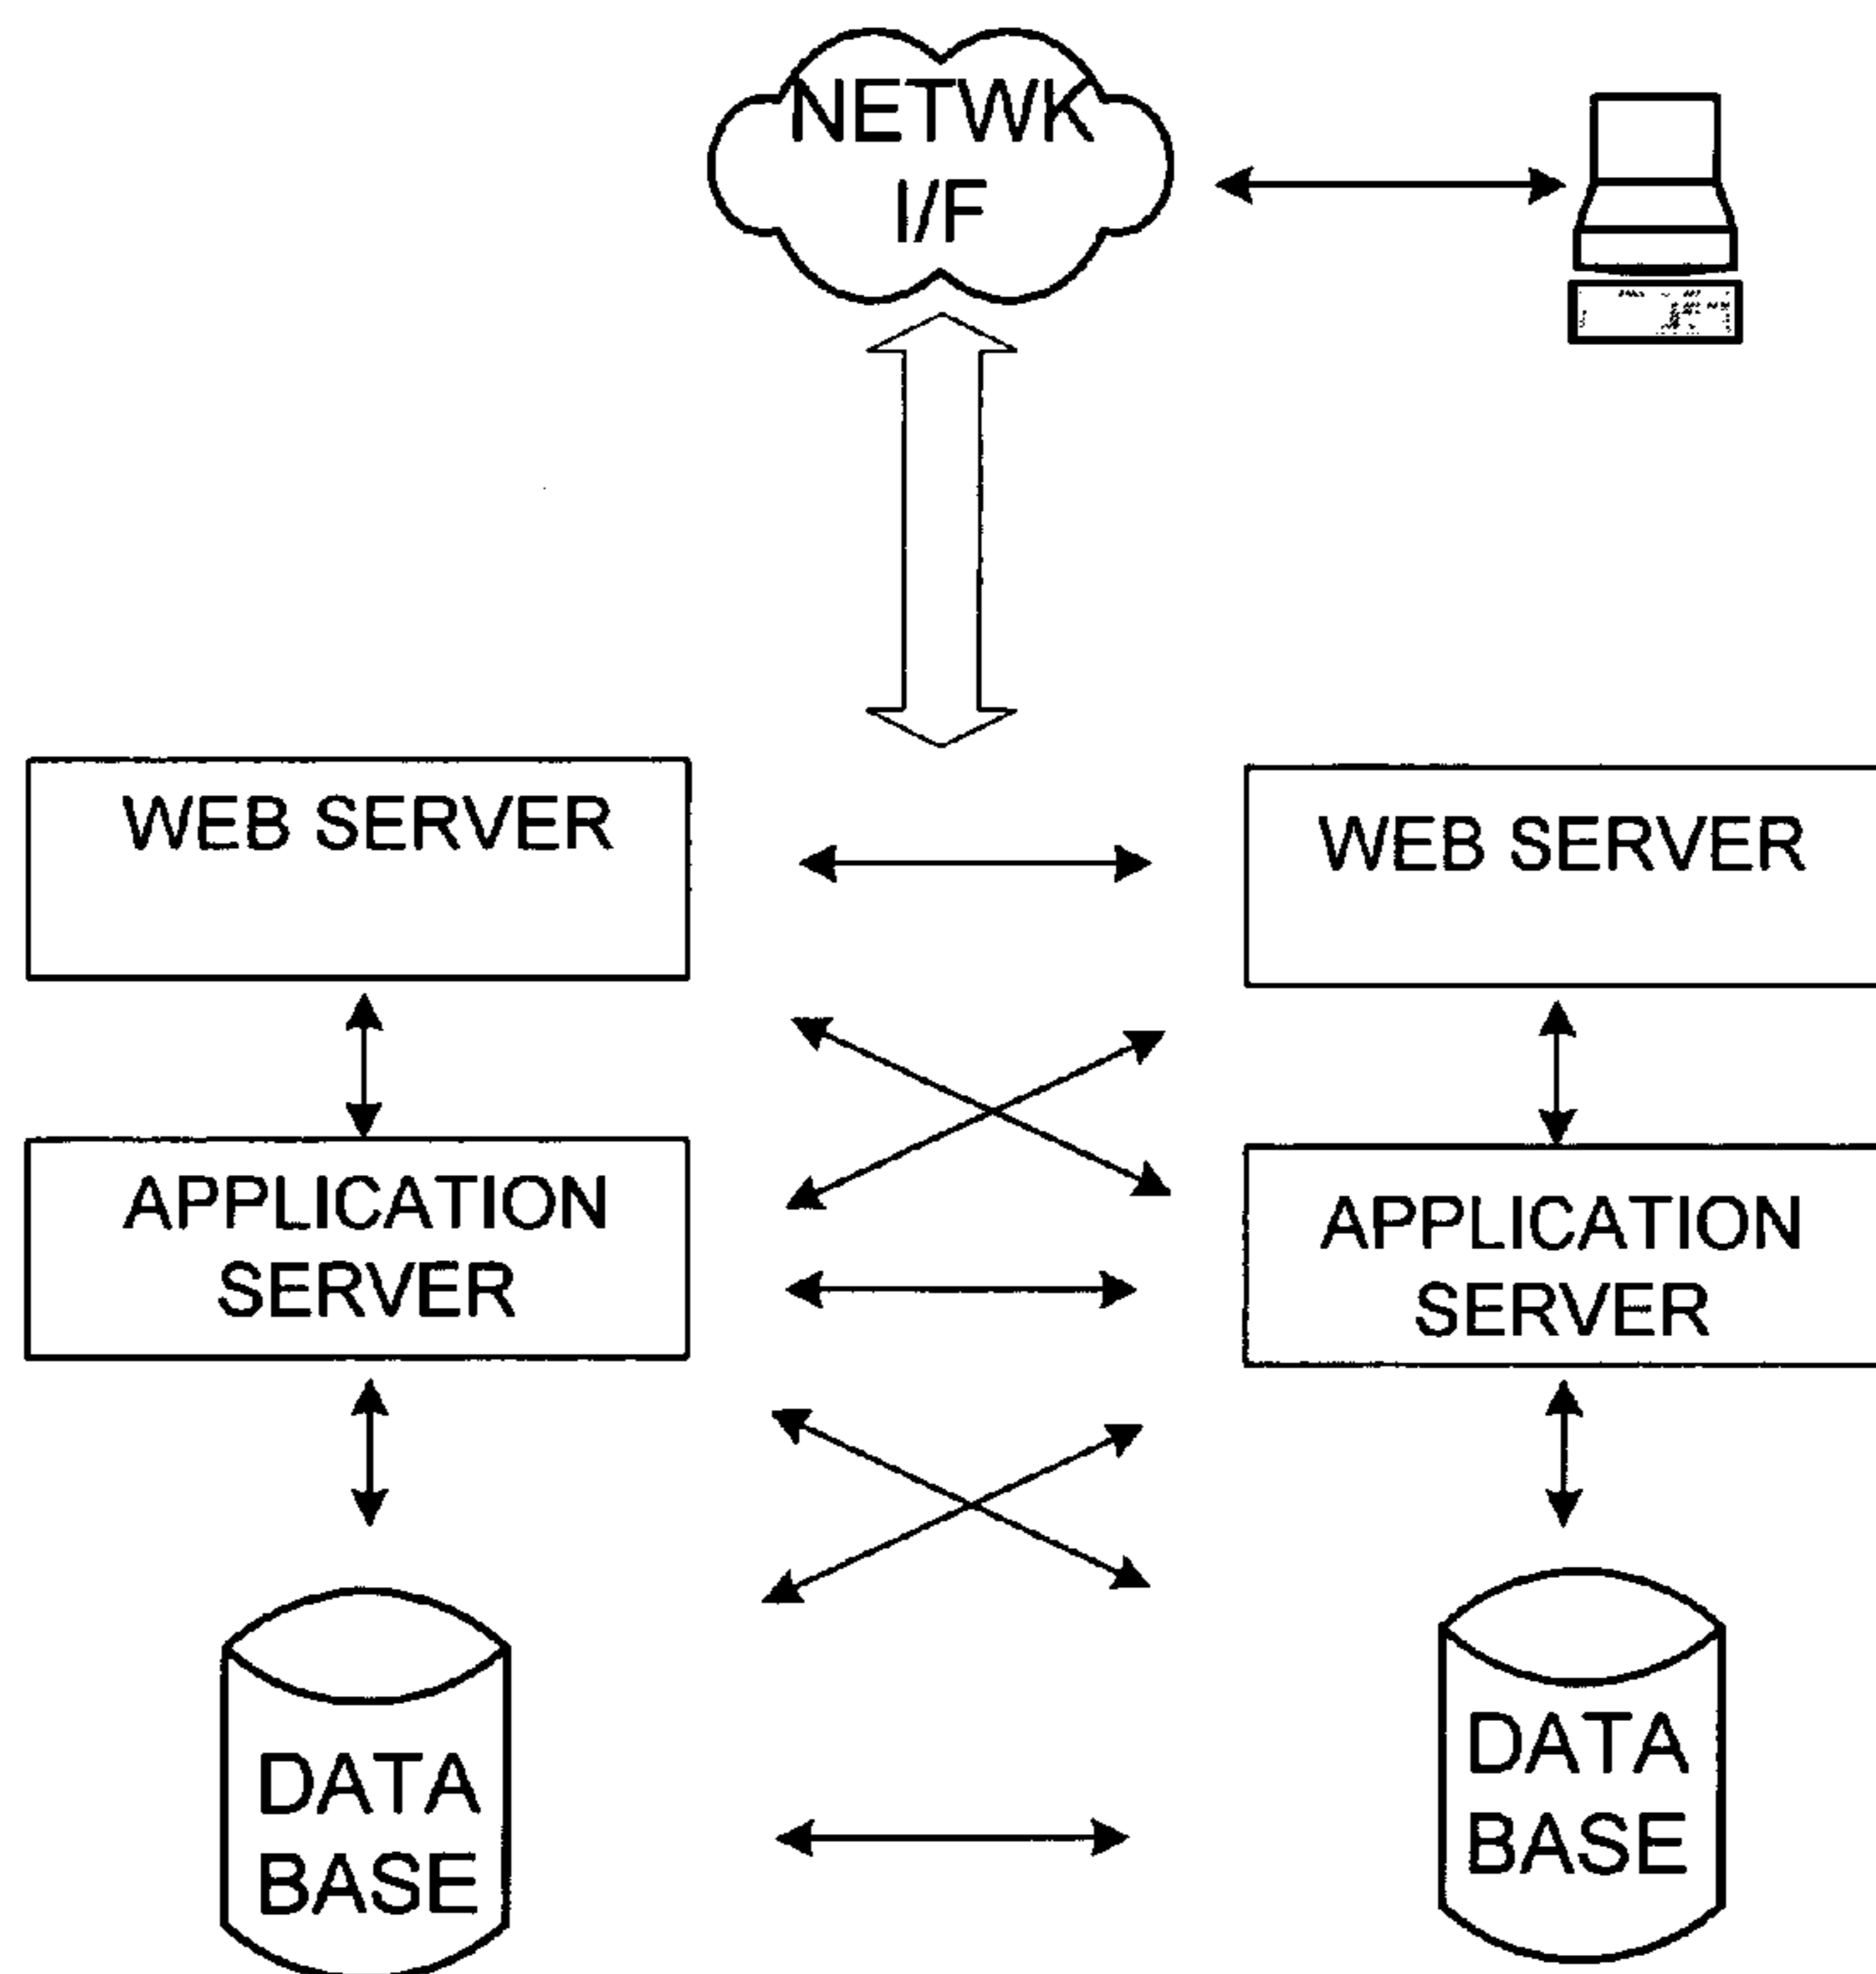 NETWK
I/F
WEB SERVER
WEB SERVER
APPLICATION
SERVER
APPLICATION
SERVER
DATA
BASE
DATA
BASE